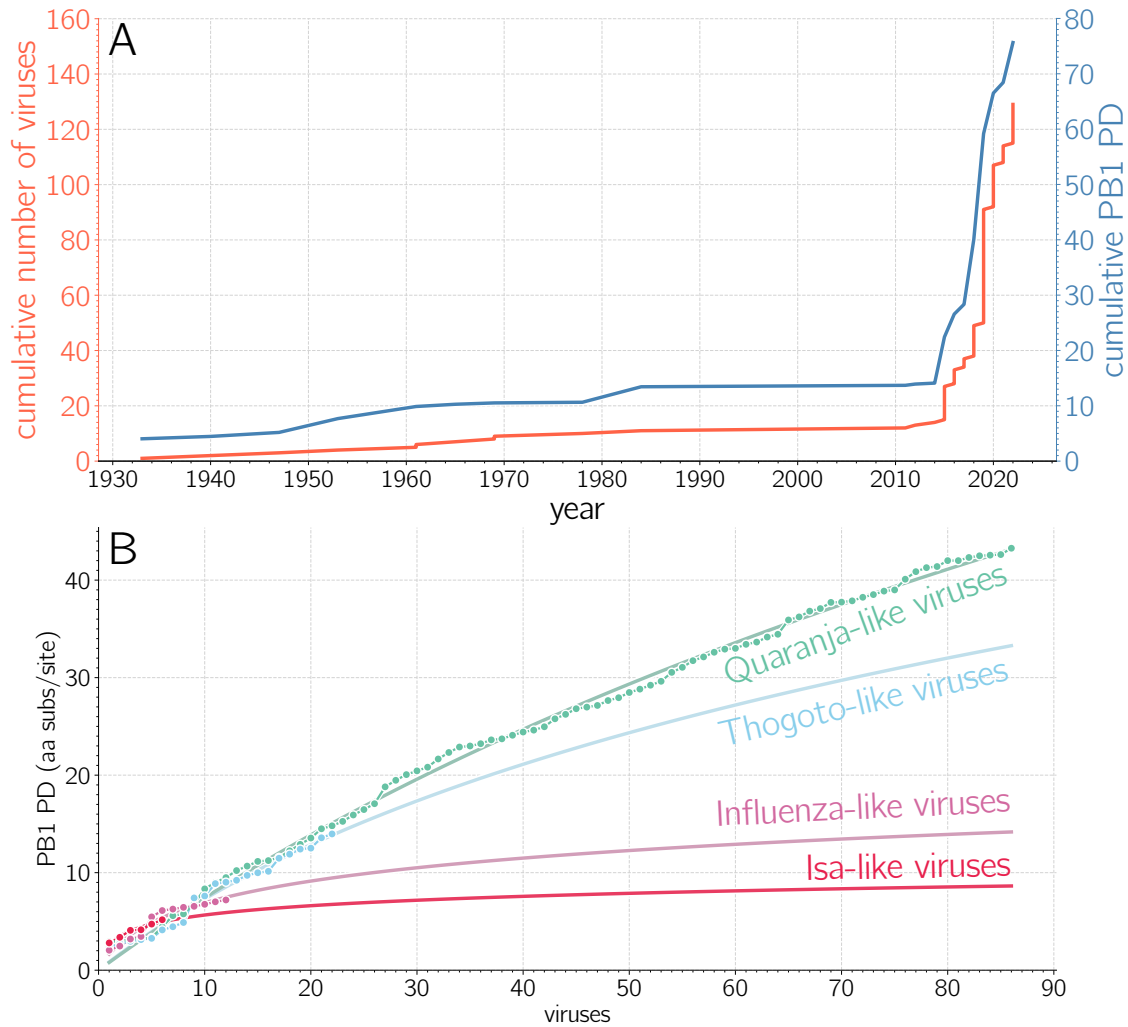 A
cumulative number of viruses
160
140
120
100
80
60
40
20
0
80
70
60
50
40
30
20
10
0
cumulative PB1 PD
1930 1940 1950 1960 1970 1980 1990 2000 2010 2020
year
B
PB1 PD (aa subs/site)
40
30
20
10
0
Quaranja-like viruses
Thogoto-like viruses
Influenza-like viruses
Isa-like viruses
0 10 20 30 40 50 60 70 80 90
viruses